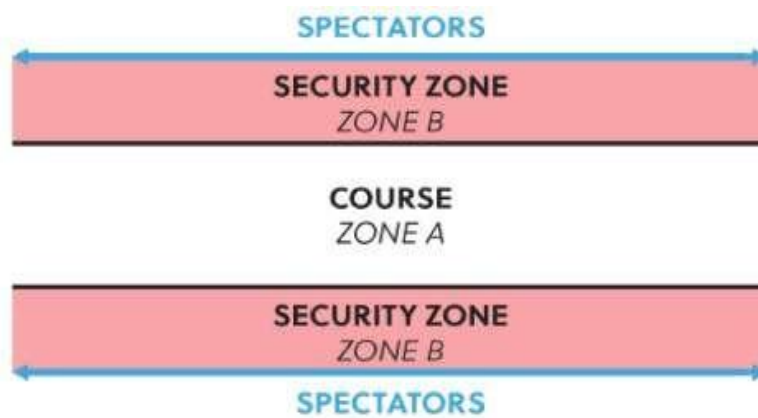 SPECTATORS
SECURITY ZONE
ZONE B
COURSE
ZONE A
SECURITY ZONE
ZONE B
SPECTATORS